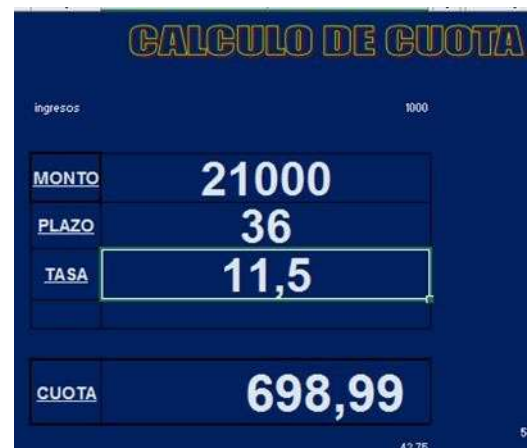 CALCULO DE CUOTA
ingresos 1000
MONTO 21000
PLAZO 36
TASA 11,5
CUOTA 698,99
42,75